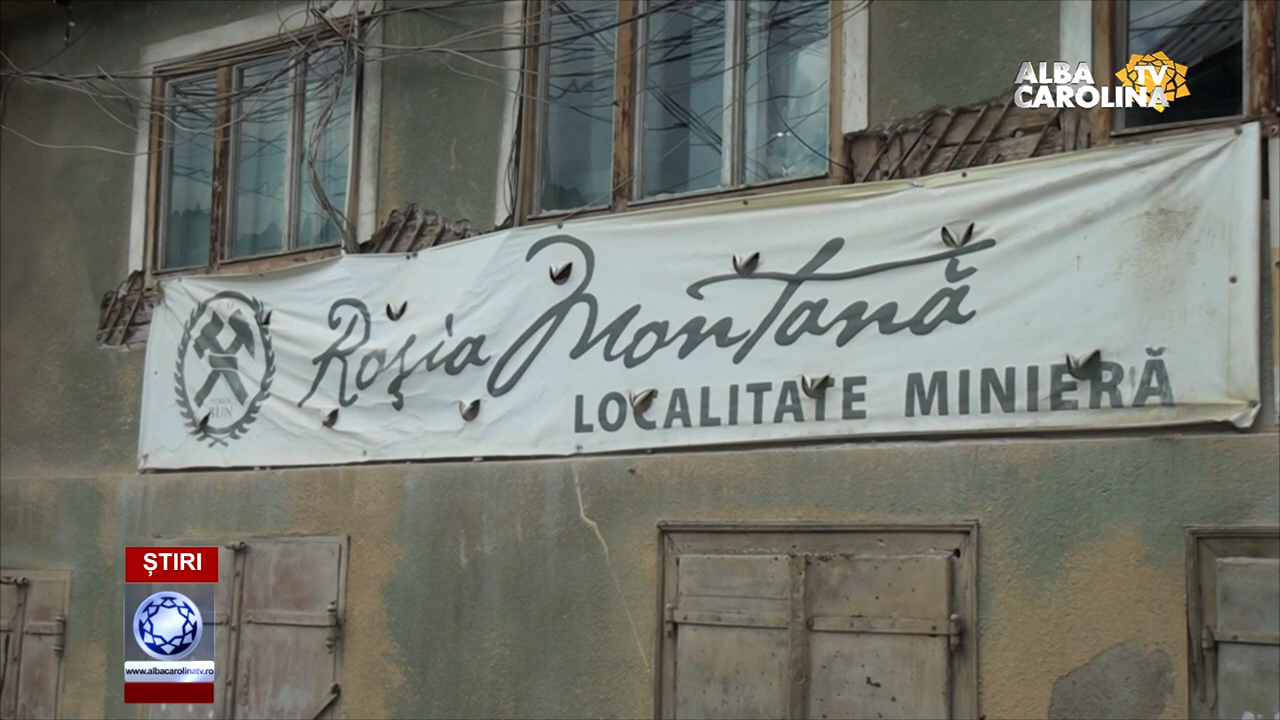 ALBA TV
CAROLINA
Roșia Montană
LOCALITATE MINIERĂ
ȘTIRI
www.albacarolinatv.ro